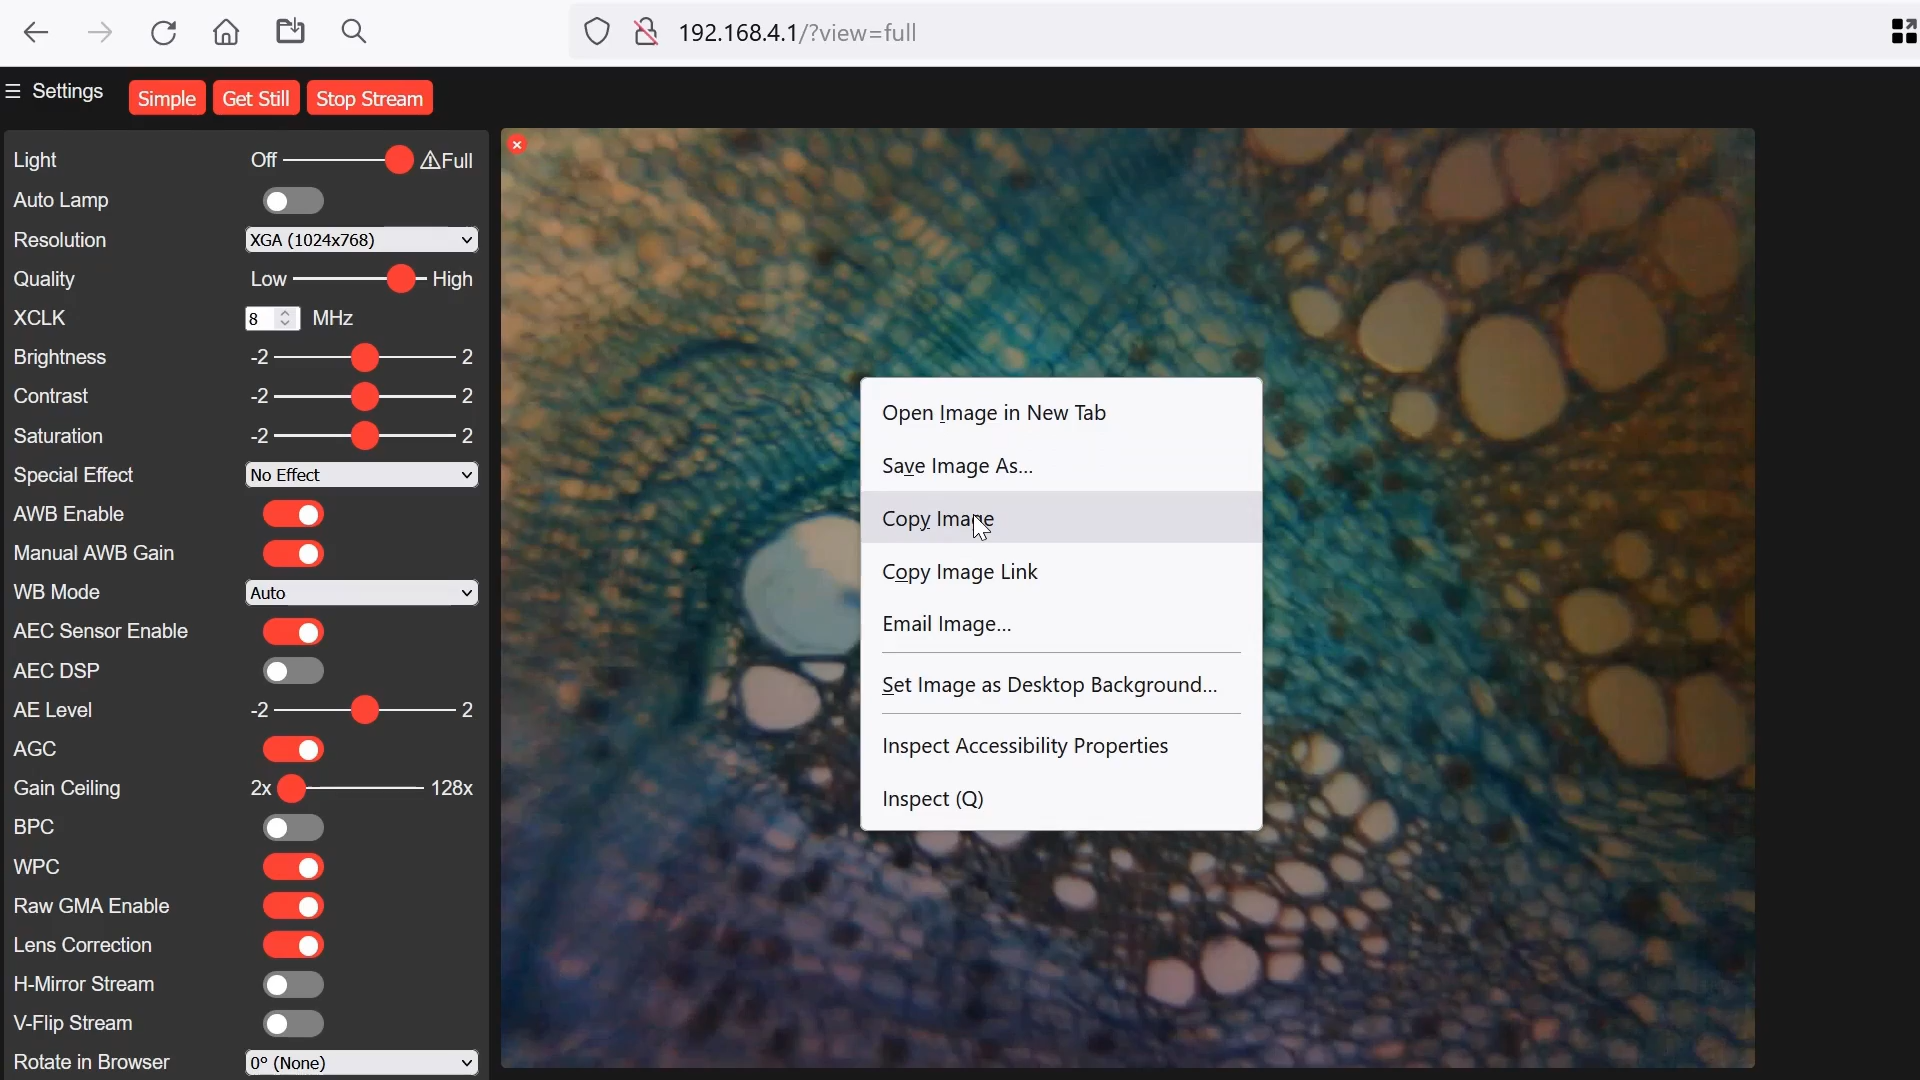 192.168.4.1/?view=full
☰ Settings
Simple
Get Still
Stop Stream
Light Off ⚠Full
Auto Lamp
Resolution XGA (1024x768)
Quality Low High
XCLK 8 MHz
Brightness -2 2
Contrast -2 2
Saturation -2 2
Special Effect No Effect
AWB Enable
Manual AWB Gain
WB Mode Auto
AEC Sensor Enable
AEC DSP
AE Level -2 2
AGC
Gain Ceiling 2x 128x
BPC
WPC
Raw GMA Enable
Lens Correction
H-Mirror Stream
V-Flip Stream
Rotate in Browser 0° (None)
Open Image in New Tab
Save Image As...
Copy Image
Copy Image Link
Email Image...
Set Image as Desktop Background...
Inspect Accessibility Properties
Inspect (Q)